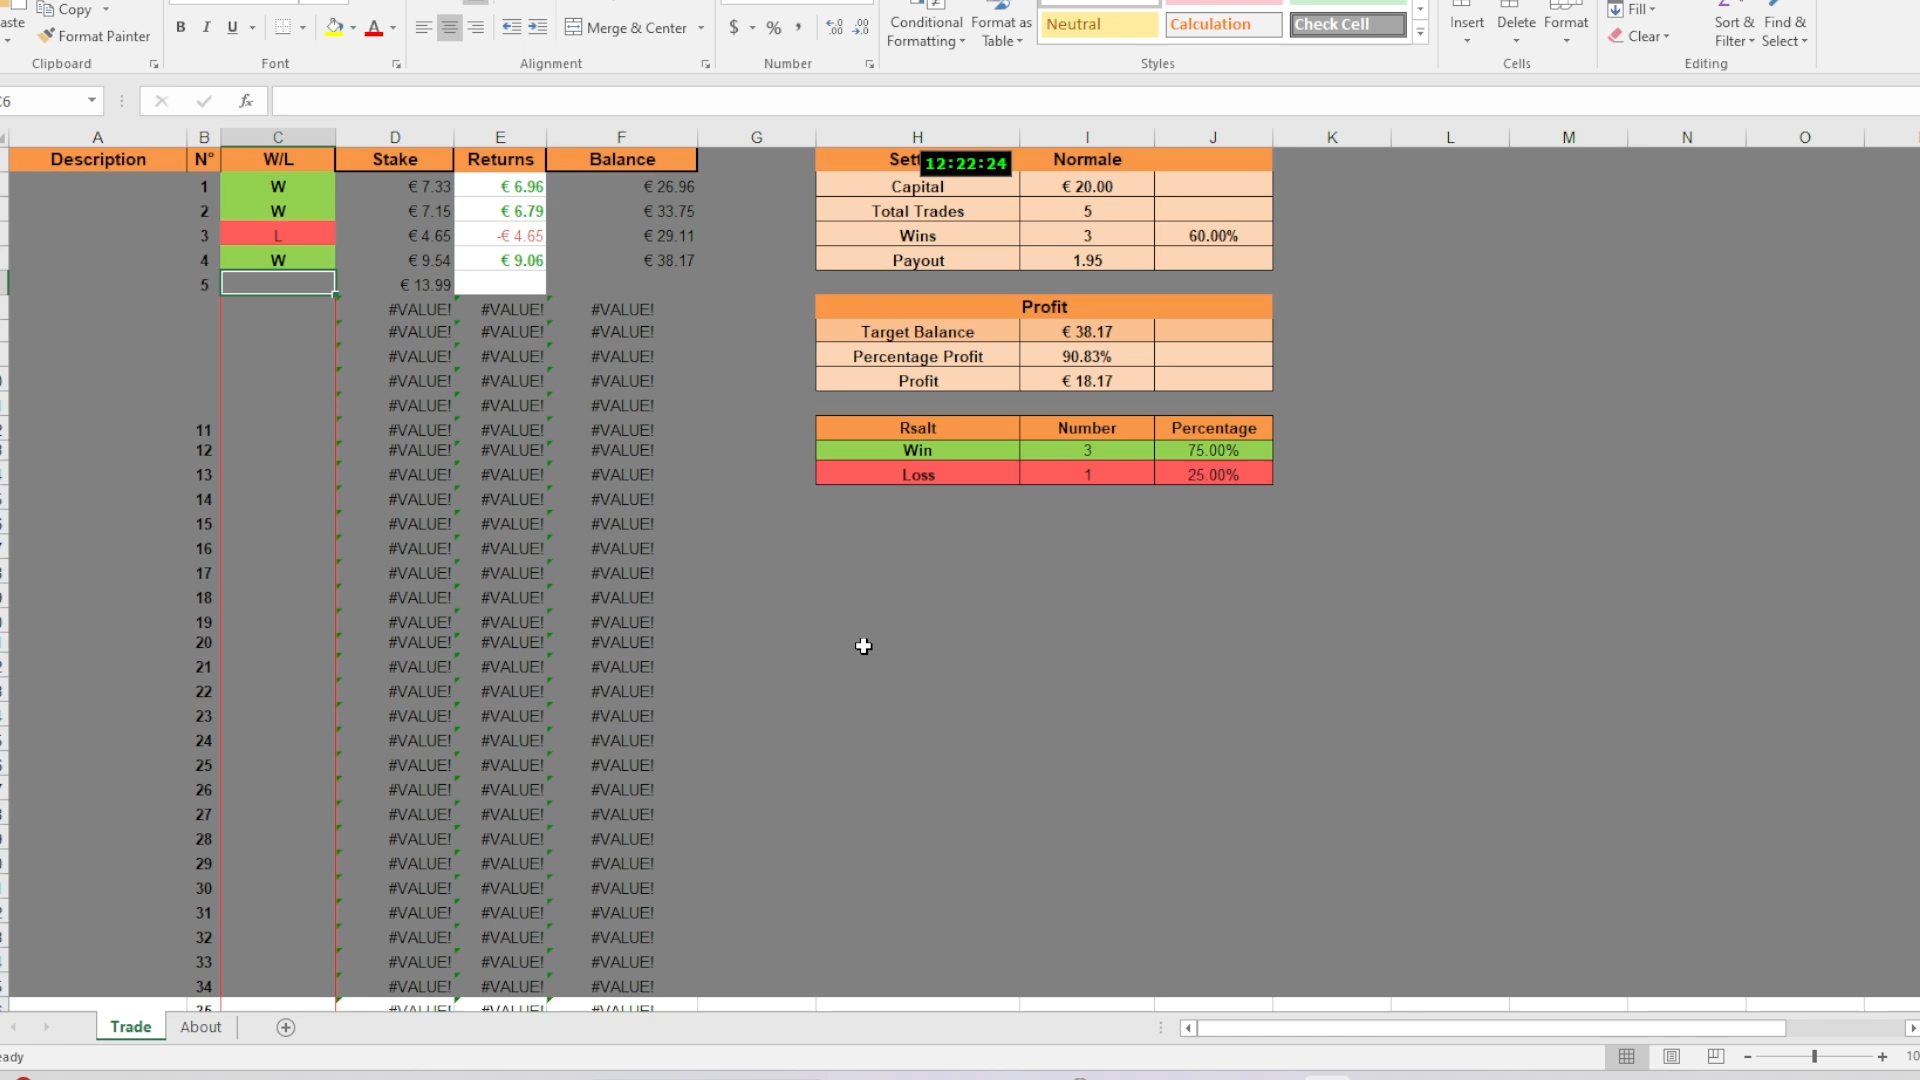 Copy
aste
Format Painter
B I U A
Merge & Center
$ % ,
Conditional
Formatting
Format as
Table
Neutral
Calculation
Check Cell
Insert
Delete
Format
Fill
Clear
Sort &
Filter
Find &
Select
Clipboard
Font
Alignment
Number
Styles
Cells
Editing
fx
A B C D E F G H I J K L M N O
Description N° W/L Stake Returns Balance
1 W € 7.33 € 6.96 € 26.96
2 W € 7.15 € 6.79 € 33.75
3 L € 4.65 -€ 4.65 € 29.11
4 W € 9.54 € 9.06 € 38.17
5 € 13.99
#VALUE! #VALUE! #VALUE!
#VALUE! #VALUE! #VALUE!
#VALUE! #VALUE! #VALUE!
#VALUE! #VALUE! #VALUE!
#VALUE! #VALUE! #VALUE!
11 #VALUE! #VALUE! #VALUE!
12 #VALUE! #VALUE! #VALUE!
13 #VALUE! #VALUE! #VALUE!
14 #VALUE! #VALUE! #VALUE!
15 #VALUE! #VALUE! #VALUE!
16 #VALUE! #VALUE! #VALUE!
17 #VALUE! #VALUE! #VALUE!
18 #VALUE! #VALUE! #VALUE!
19 #VALUE! #VALUE! #VALUE!
20 #VALUE! #VALUE! #VALUE!
21 #VALUE! #VALUE! #VALUE!
22 #VALUE! #VALUE! #VALUE!
23 #VALUE! #VALUE! #VALUE!
24 #VALUE! #VALUE! #VALUE!
25 #VALUE! #VALUE! #VALUE!
26 #VALUE! #VALUE! #VALUE!
27 #VALUE! #VALUE! #VALUE!
28 #VALUE! #VALUE! #VALUE!
29 #VALUE! #VALUE! #VALUE!
30 #VALUE! #VALUE! #VALUE!
31 #VALUE! #VALUE! #VALUE!
32 #VALUE! #VALUE! #VALUE!
33 #VALUE! #VALUE! #VALUE!
34 #VALUE! #VALUE! #VALUE!
Sett 12:22:24 Normale
Capital € 20.00
Total Trades 5
Wins 3 60.00%
Payout 1.95
Profit
Target Balance € 38.17
Percentage Profit 90.83%
Profit € 18.17
Rsalt Number Percentage
Win 3 75.00%
Loss 1 25.00%
Trade About
eady
10